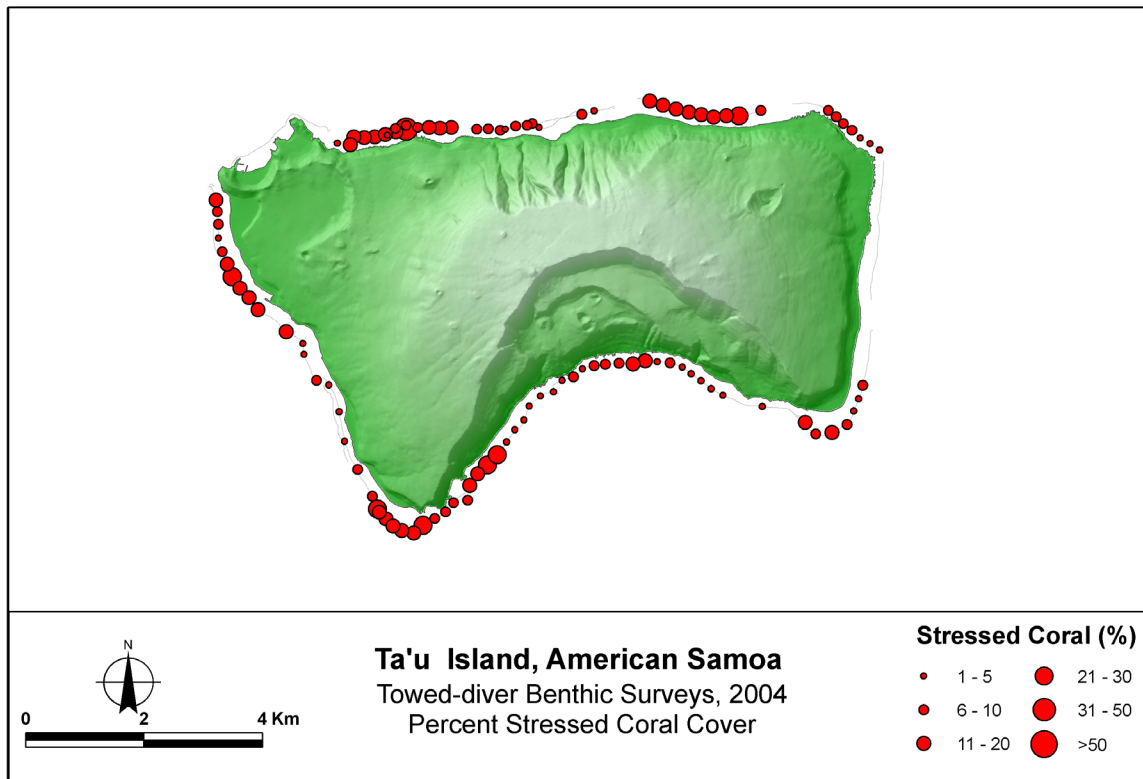 N
0 2 4 Km
Ta'u Island, American Samoa
Towed-diver Benthic Surveys, 2004
Percent Stressed Coral Cover
Stressed Coral (%)
1 - 5 21 - 30
6 - 10 31 - 50
11 - 20 >50